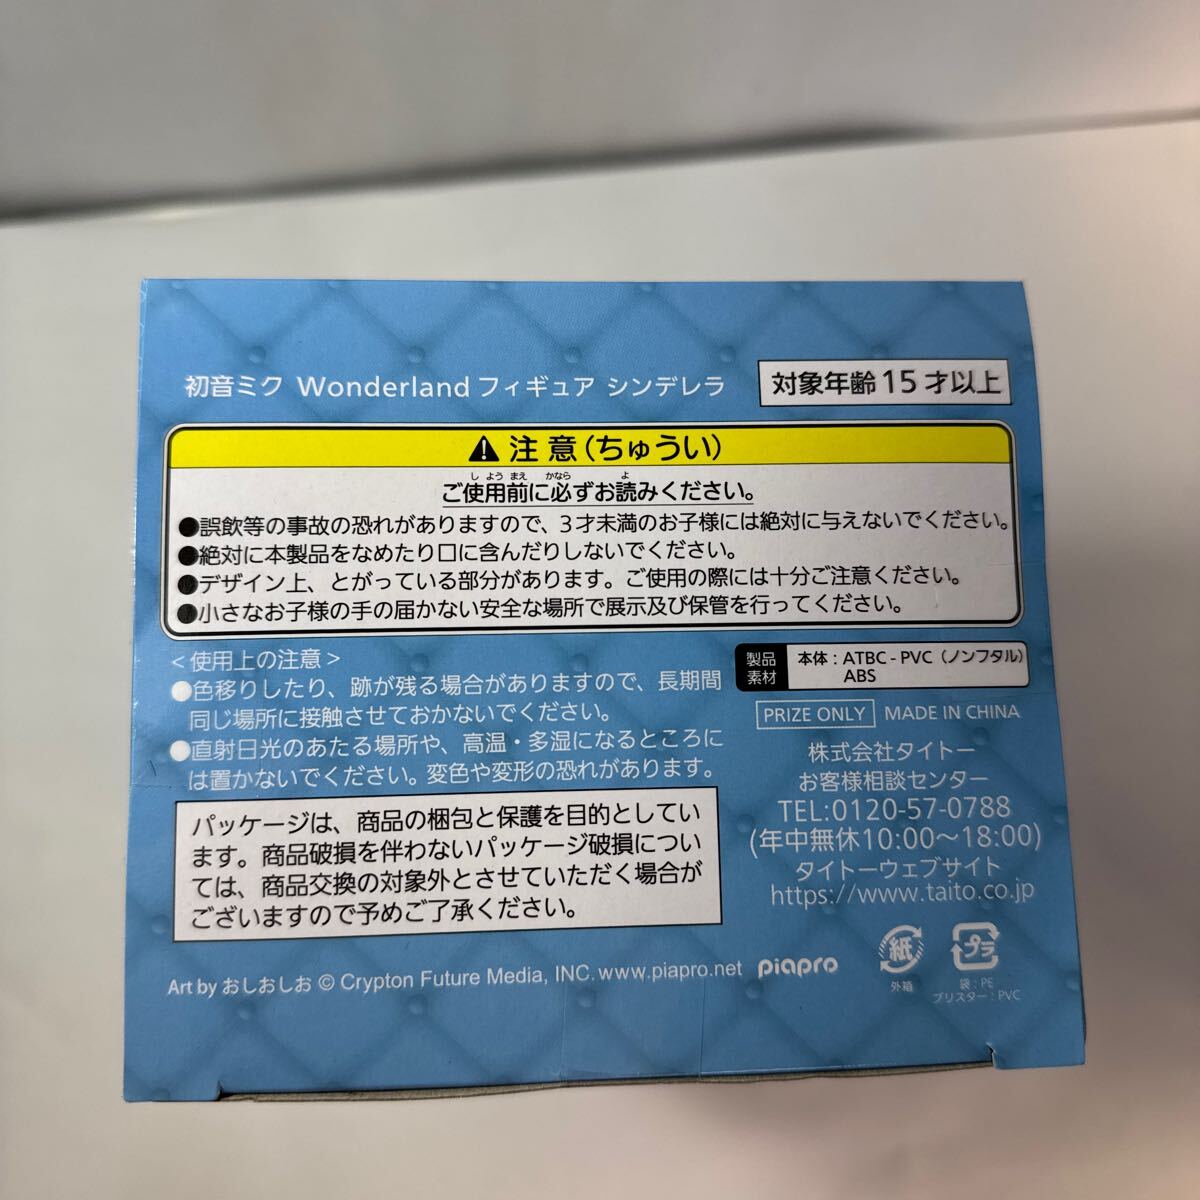 初音ミク Wonderland フィギュア シンデレラ
対象年齢15才以上
注意(ちゅうい)
しようまえ かなら よ
ご使用前に必ずお読みください。
●誤飲等の事故の恐れがありますので、3才未満のお子様には絶対に与えないでください。
●絶対に本製品をなめたり口に含んだりしないでください。
●デザイン上、とがっている部分があります。ご使用の際には十分ご注意ください。
●小さなお子様の手の届かない安全な場所で展示及び保管を行ってください。
<使用上の注意>
●色移りしたり、跡が残る場合がありますので、長期間
同じ場所に接触させておかないでください。
●直射日光のあたる場所や、高温・多湿になるところに
は置かないでください。変色や変形の恐れがあります。
パッケージは、商品の梱包と保護を目的としてい
ます。商品破損を伴わないパッケージ破損につい
ては、商品交換の対象外とさせていただく場合が
ございますので予めご了承ください。
製品
素材
本体:ATBC-PVC(ノンフタル)
ABS
PRIZE ONLY MADE IN CHINA
株式会社タイトー
お客様相談センター
TEL:0120-57-0788
(年中無休10:00〜18:00)
タイトーウェブサイト
https://www.taito.co.jp
紙
外箱
プラ
袋:PE
ブリスター:PVC
Art by おしおしお © Crypton Future Media, INC. www.piapro.net piapro